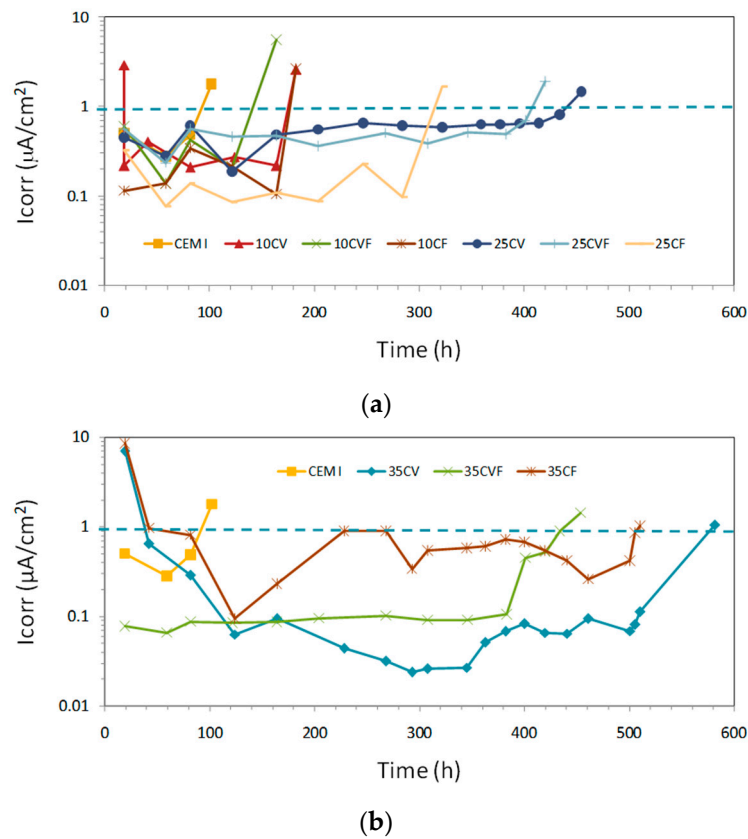 10
1
0.1
0.01
Icorr (µA/cm²)
CEM I 10CV 10CVF 10CF 25CV 25CVF 25CF
0 100 200 300 400 500 600
Time (h)
(a)
10
1
0.1
0.01
Icorr (µA/cm²)
CEM I 35CV 35CVF 35CF
0 100 200 300 400 500 600
Time (h)
(b)